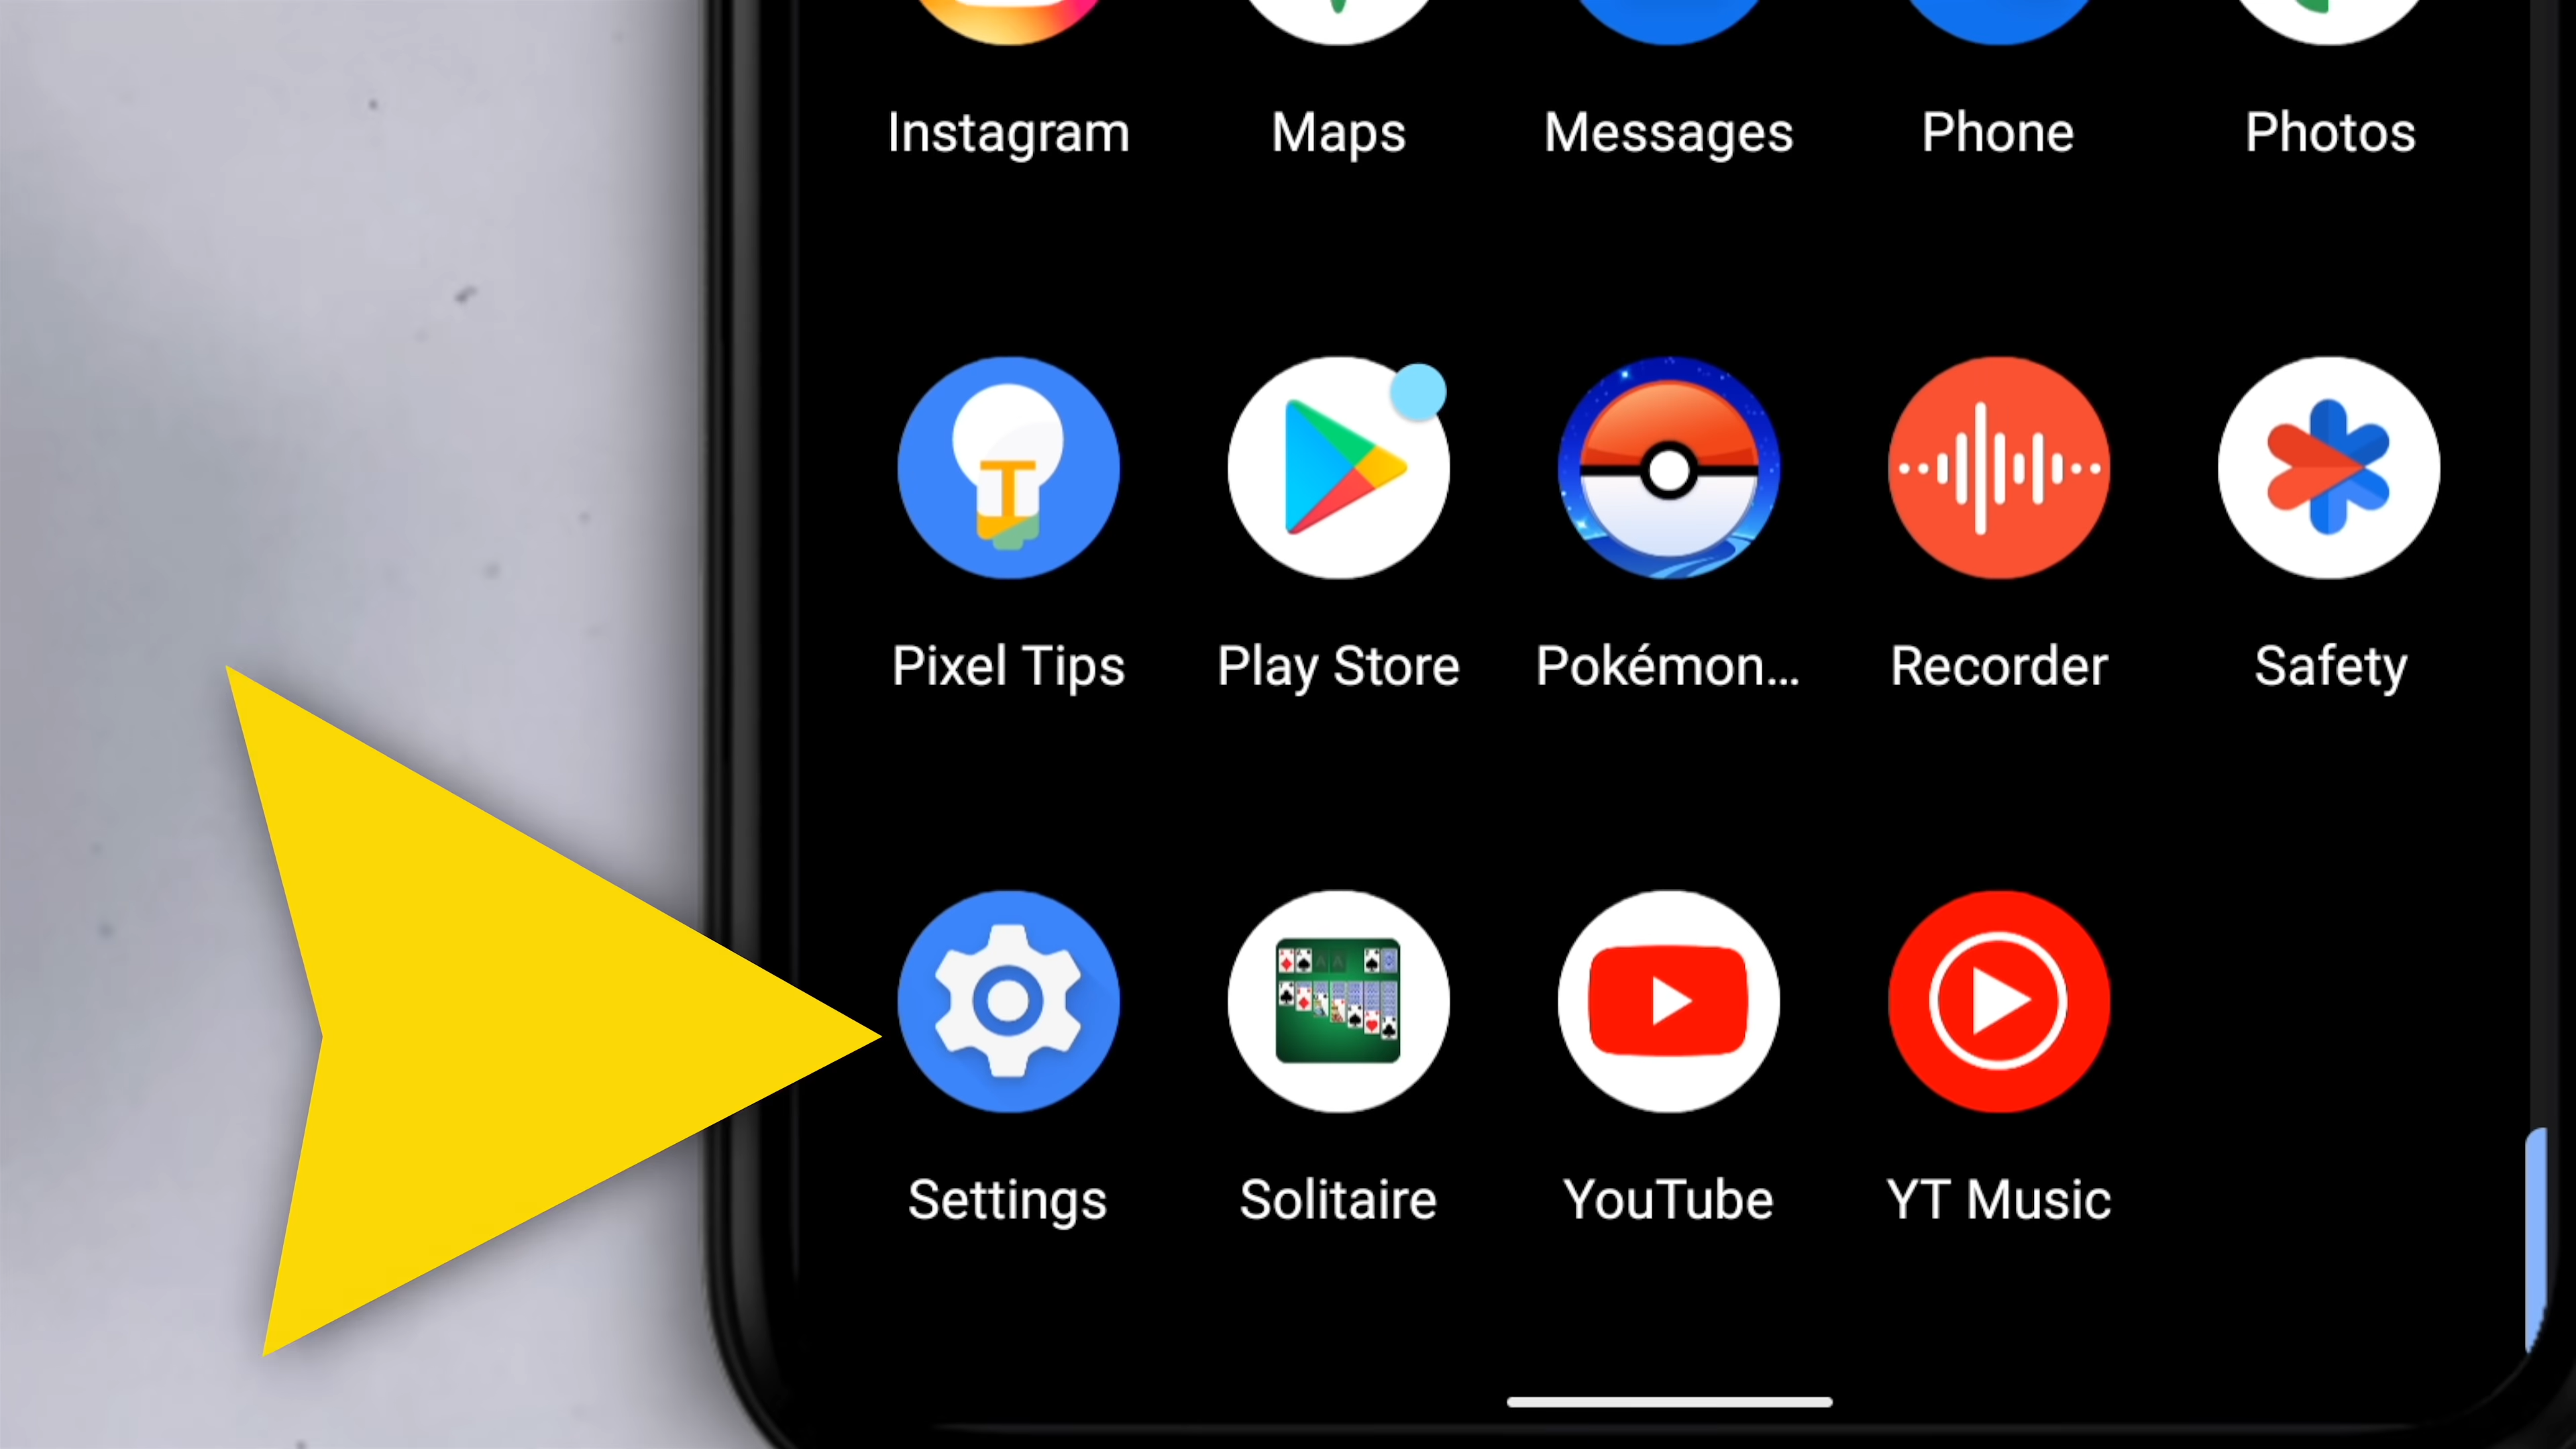 Instagram Maps Messages Phone Photos
Pixel Tips Play Store Pokémon... Recorder Safety
Settings Solitaire YouTube YT Music